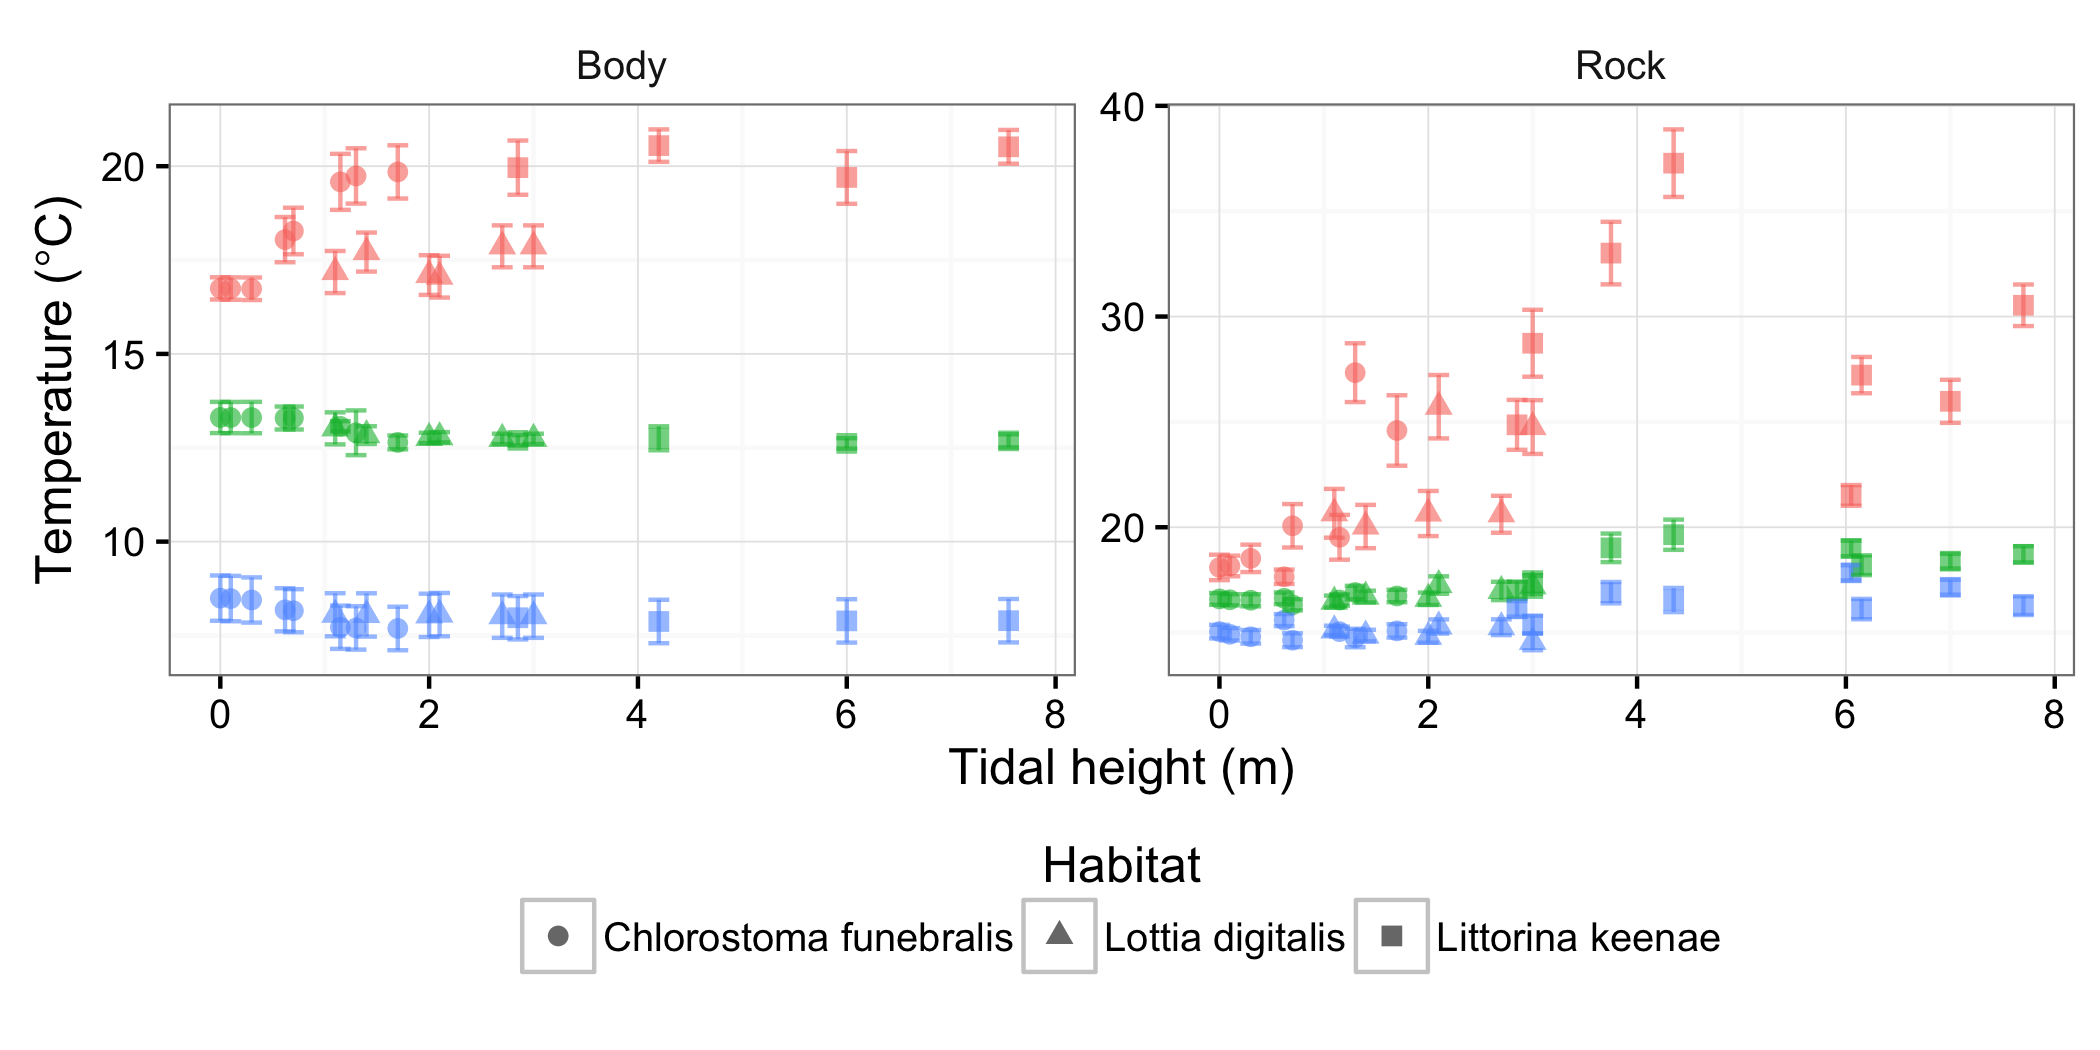 Body Rock
Temperature (°C)
20
15
10
0 2 4 6 8
40
30
20
0 2 4 6 8
Tidal height (m)
Habitat
Chlorostoma funebralis Lottia digitalis Littorina keenae